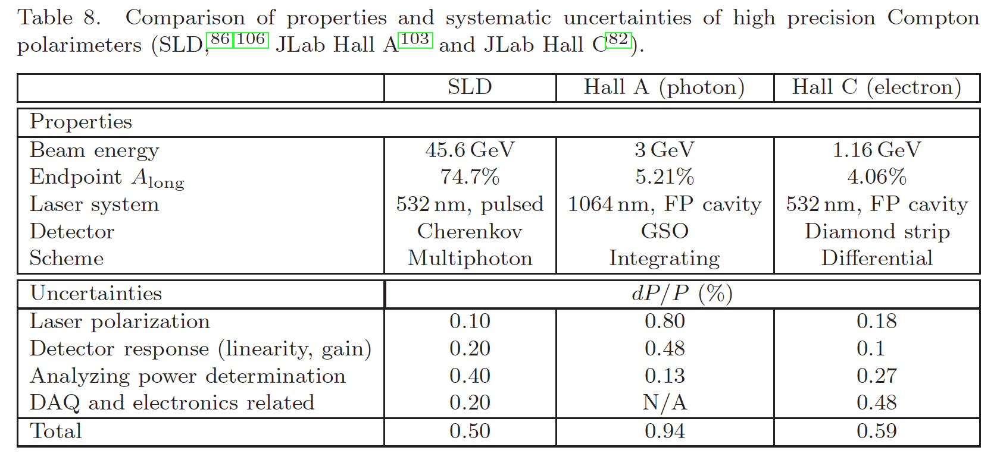 Table 8. Comparison of properties and systematic uncertainties of high precision Compton
polarimeters (SLD,86 106 JLab Hall A103 and JLab Hall C82).
SLD Hall A (photon) Hall C (electron)
Properties
Beam energy 45.6 GeV 3 GeV 1.16 GeV
Endpoint Along 74.7% 5.21% 4.06%
Laser system 532 nm, pulsed 1064 nm, FP cavity 532 nm, FP cavity
Detector Cherenkov GSO Diamond strip
Scheme Multiphoton Integrating Differential
Uncertainties dP/P (%)
Laser polarization 0.10 0.80 0.18
Detector response (linearity, gain) 0.20 0.48 0.1
Analyzing power determination 0.40 0.13 0.27
DAQ and electronics related 0.20 N/A 0.48
Total 0.50 0.94 0.59